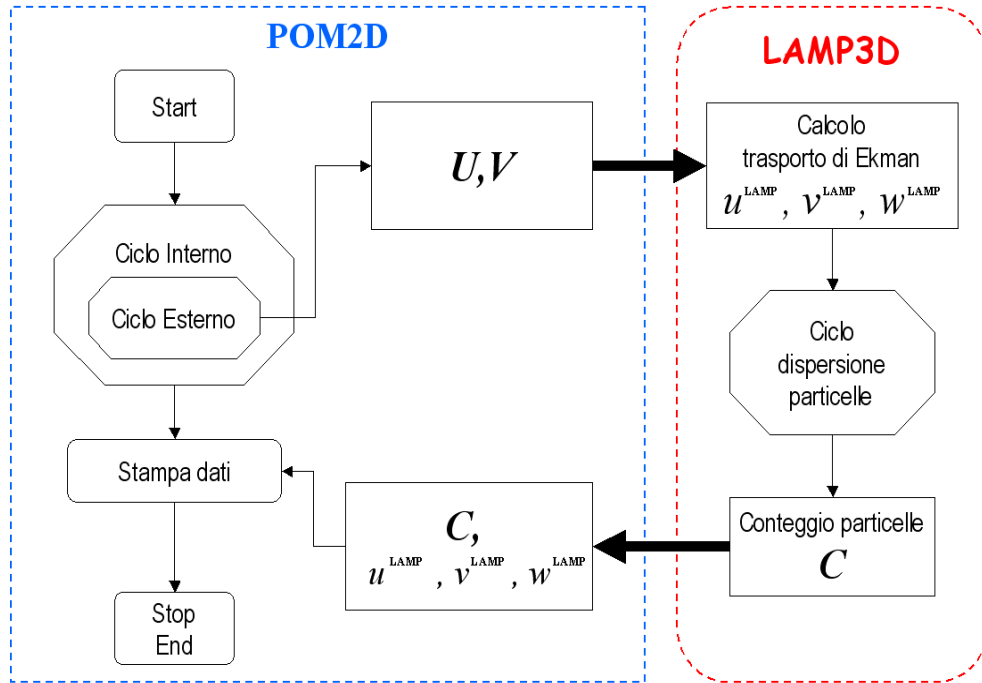 POM2D
Start
Ciclo Interno
Ciclo Esterno
U,V
Stampa dati
C,
u^LAMP , v^LAMP , w^LAMP
Stop
End
LAMP3D
Calcolo
trasporto di Ekman
u^LAMP , v^LAMP , w^LAMP
Ciclo
dispersione
particelle
Conteggio particelle
C